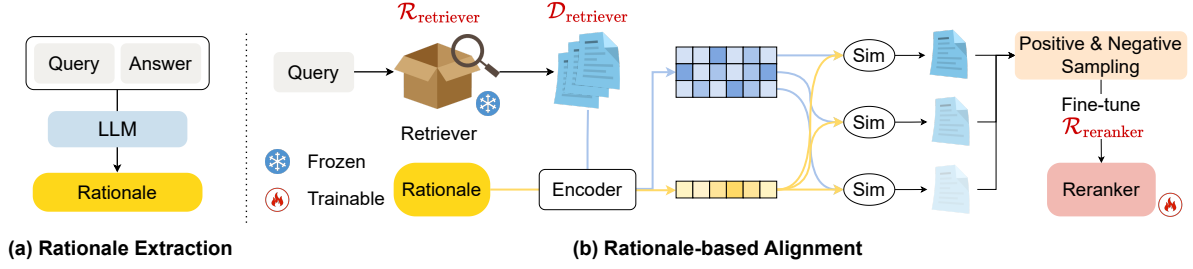 Query Answer
LLM
Rationale
(a) Rationale Extraction
Query
R_retriever
Retriever
D_retriever
Frozen
Trainable
Rationale
Encoder
Sim
Sim
Sim
Positive & Negative
Sampling
Fine-tune
R_reranker
Reranker
(b) Rationale-based Alignment